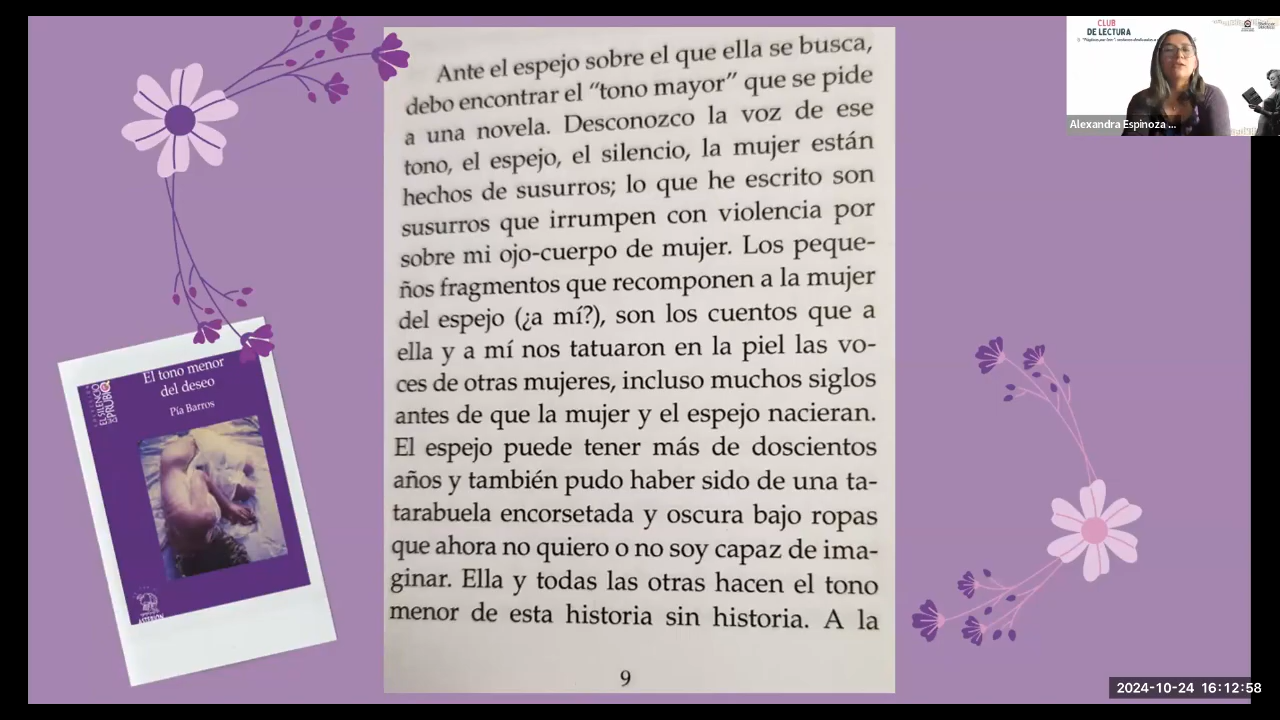 CLUB
DE LECTURA
Alexandra Espinoza ...
Ante el espejo sobre el que ella se busca,
debo encontrar el “tono mayor” que se pide
a una novela. Desconozco la voz de ese
tono, el espejo, el silencio, la mujer están
hechos de susurros; lo que he escrito son
susurros que irrumpen con violencia por
sobre mi ojo-cuerpo de mujer. Los peque-
ños fragmentos que recomponen a la mujer
del espejo (¿a mí?), son los cuentos que a
ella y a mí nos tatuaron en la piel las vo-
ces de otras mujeres, incluso muchos siglos
antes de que la mujer y el espejo nacieran.
El espejo puede tener más de doscientos
años y también pudo haber sido de una ta-
tarabuela encorsetada y oscura bajo ropas
que ahora no quiero o no soy capaz de ima-
ginar. Ella y todas las otras hacen el tono
menor de esta historia sin historia. A la
9
El tono menor
del deseo
Pía Barros
EL SILENCIO
ASTERIÓN
2024-10-24 16:12:58